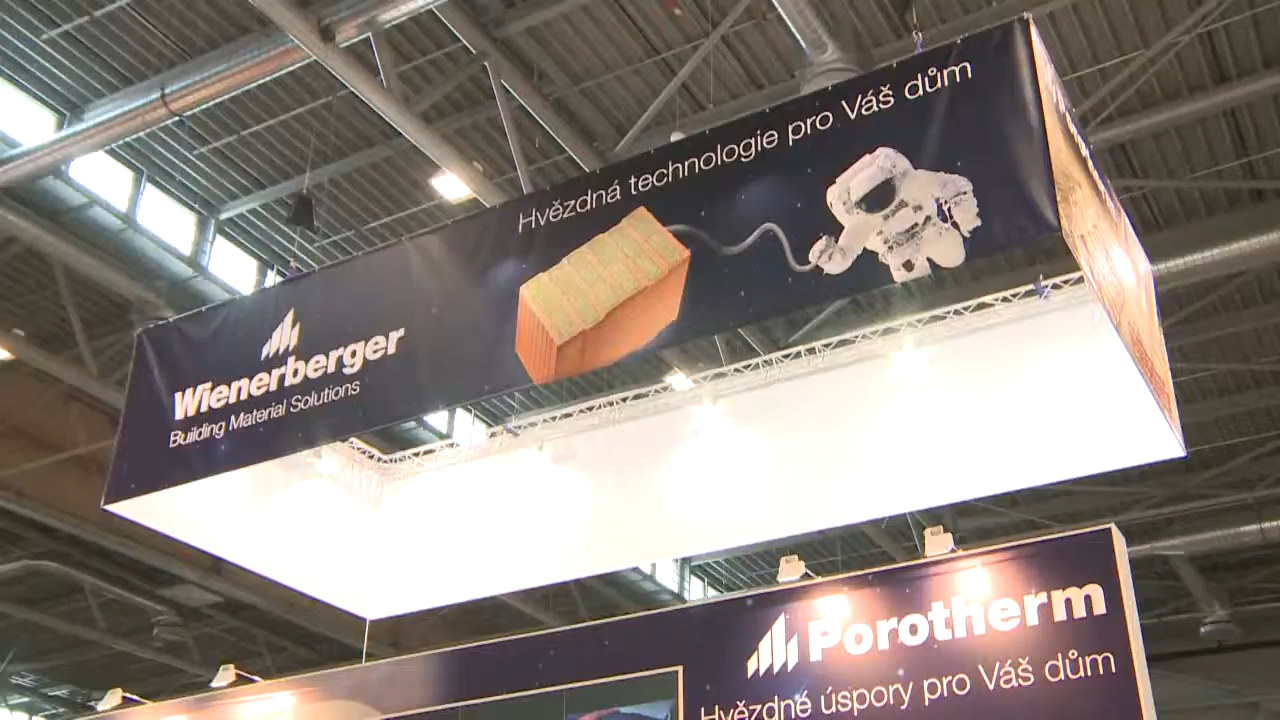 Hvězdná technologie pro Váš dům
Wienerberger
Building Material Solutions
Porotherm
Hvězdné úspory pro Váš dům